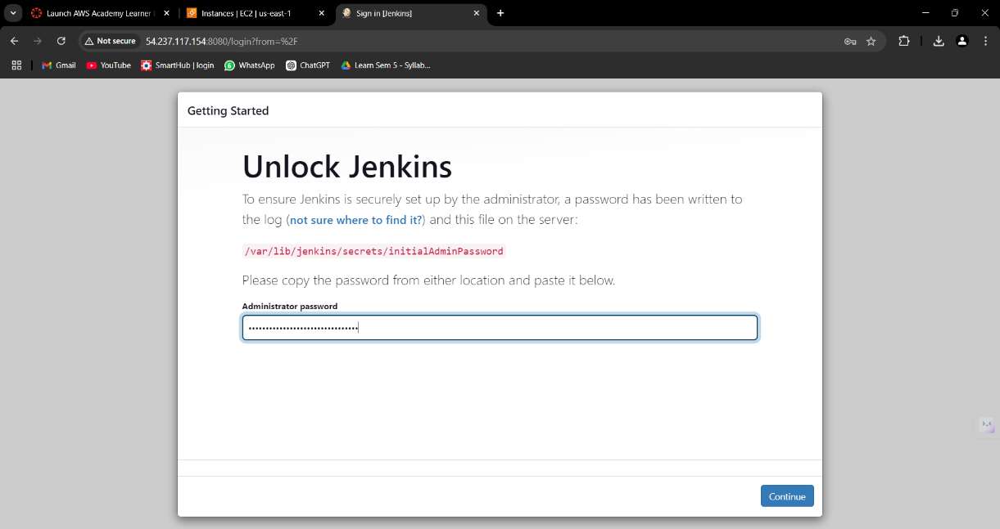 Launch AWS Academy Learner
Instances | EC2 | us-east-1
Sign in [Jenkins]
Not secure
54.237.117.154:8080/login?from=%2F
Gmail
YouTube
SmartHub | login
WhatsApp
ChatGPT
Learn Sem 5 - Syllab...
Getting Started
Unlock Jenkins
To ensure Jenkins is securely set up by the administrator, a password has been written to
the log (not sure where to find it?) and this file on the server:
/var/lib/jenkins/secrets/initialAdminPassword
Please copy the password from either location and paste it below.
Administrator password
Continue